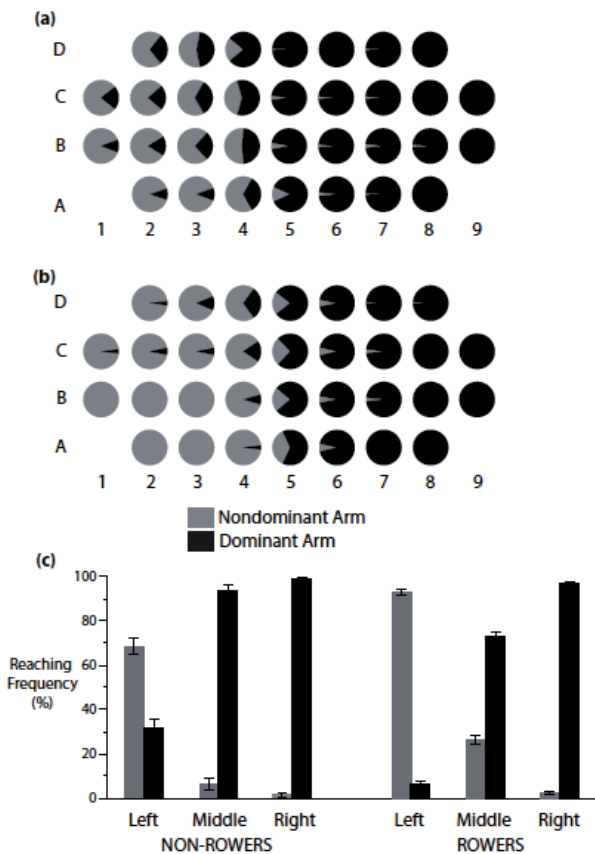 (a)
D
C
B
A
1 2 3 4 5 6 7 8 9
(b)
D
C
B
A
1 2 3 4 5 6 7 8 9
Nondominant Arm
Dominant Arm
(c)
100
80
60
40
20
0
Reaching
Frequency
(%)
Left Middle Right Left Middle Right
NON-ROWERS ROWERS